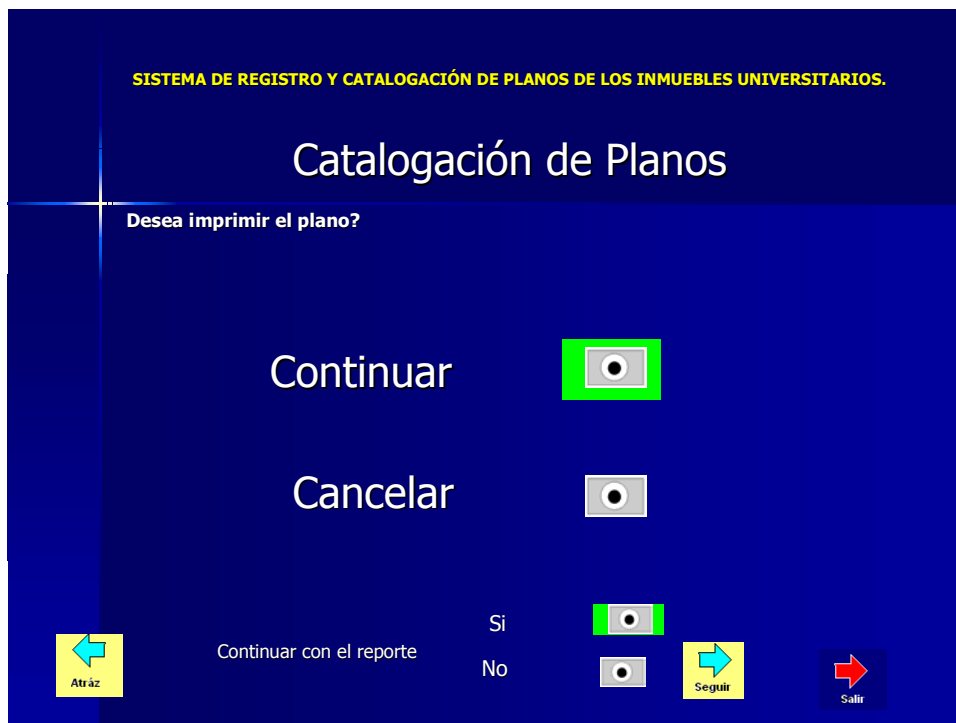 SISTEMA DE REGISTRO Y CATALOGACIÓN DE PLANOS DE LOS INMUEBLES UNIVERSITARIOS.
Catalogación de Planos
Desea imprimir el plano?
Continuar
Cancelar
Si
Continuar con el reporte
No
Atráz
Seguir
Salir